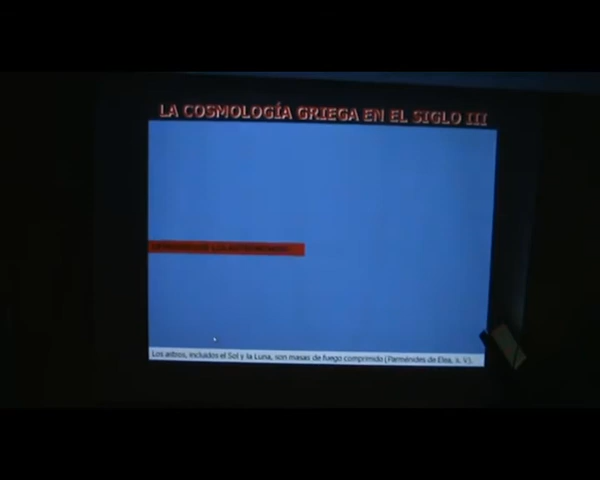 LA COSMOLOGÍA GRIEGA EN EL SIGLO III
Los astros, incluidos el Sol y la Luna, son masas de fuego comprimido (Parménides de Elea, s. V).